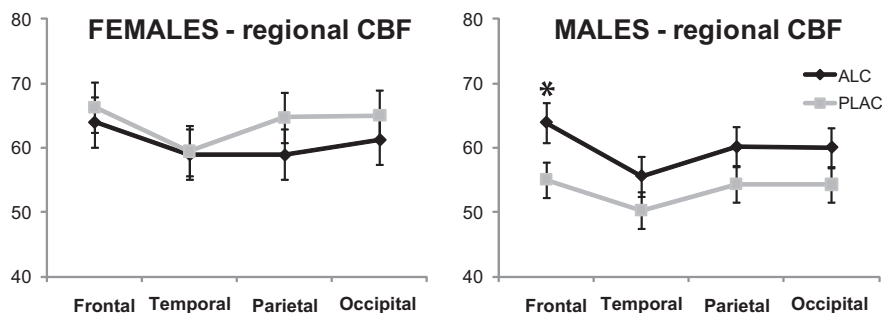 FEMALES - regional CBF
80
70
60
50
40
Frontal Temporal Parietal Occipital
MALES - regional CBF
80
70
60
50
40
ALC
PLAC
*
Frontal Temporal Parietal Occipital